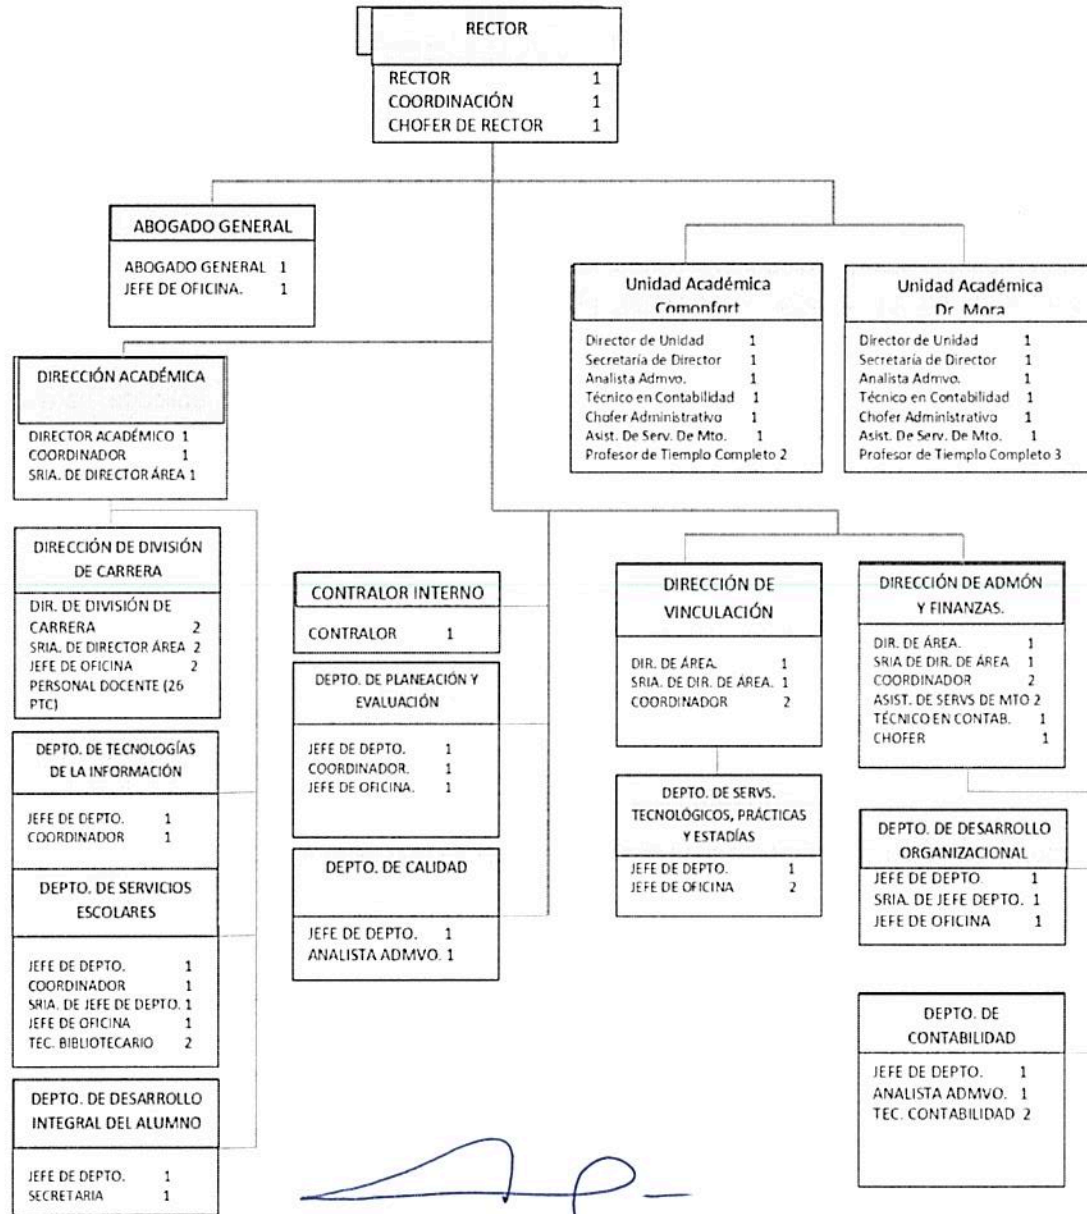 RECTOR
RECTOR 1
COORDINACIÓN 1
CHOFER DE RECTOR 1
ABOGADO GENERAL
ABOGADO GENERAL 1
JEFE DE OFICINA. 1
Unidad Académica
Comonfort
Director de Unidad 1
Secretaría de Director 1
Analista Admvo. 1
Técnico en Contabilidad 1
Chofer Administrativo 1
Asist. De Serv. De Mto. 1
Profesor de Tiemplo Completo 2
Unidad Académica
Dr. Mora
Director de Unidad 1
Secretaría de Director 1
Analista Admvo. 1
Técnico en Contabilidad 1
Chofer Administrativo 1
Asist. De Serv. De Mto. 1
Profesor de Tiemplo Completo 3
DIRECCIÓN ACADÉMICA
DIRECTOR ACADÉMICO 1
COORDINADOR 1
SRIA. DE DIRECTOR ÁREA 1
DIRECCIÓN DE DIVISIÓN
DE CARRERA
DIR. DE DIVISIÓN DE
CARRERA 2
SRIA. DE DIRECTOR ÁREA 2
JEFE DE OFICINA 2
PERSONAL DOCENTE (26
PTC)
DEPTO. DE TECNOLOGÍAS
DE LA INFORMACIÓN
JEFE DE DEPTO. 1
COORDINADOR 1
DEPTO. DE SERVICIOS
ESCOLARES
JEFE DE DEPTO. 1
COORDINADOR 1
SRIA. DE JEFE DE DEPTO. 1
JEFE DE OFICINA 1
TEC. BIBLIOTECARIO 2
DEPTO. DE DESARROLLO
INTEGRAL DEL ALUMNO
JEFE DE DEPTO. 1
SECRETARIA 1
CONTRALOR INTERNO
CONTRALOR 1
DEPTO. DE PLANEACIÓN Y
EVALUACIÓN
JEFE DE DEPTO. 1
COORDINADOR. 1
JEFE DE OFICINA. 1
DEPTO. DE CALIDAD
JEFE DE DEPTO. 1
ANALISTA ADMVO. 1
DIRECCIÓN DE
VINCULACIÓN
DIR. DE ÁREA. 1
SRIA. DE DIR. DE ÁREA. 1
COORDINADOR 2
DEPTO. DE SERVS.
TECNOLÓGICOS, PRÁCTICAS
Y ESTADÍAS
JEFE DE DEPTO. 1
JEFE DE OFICINA 2
DIRECCIÓN DE ADMÓN
Y FINANZAS.
DIR. DE ÁREA. 1
SRIA DE DIR. DE ÁREA 1
COORDINADOR 2
ASIST. DE SERVS DE MTO 2
TÉCNICO EN CONTAB. 1
CHOFER 1
DEPTO. DE DESARROLLO
ORGANIZACIONAL
JEFE DE DEPTO. 1
SRIA. DE JEFE DEPTO. 1
JEFE DE OFICINA 1
DEPTO. DE
CONTABILIDAD
JEFE DE DEPTO. 1
ANALISTA ADMVO. 1
TEC. CONTABILIDAD 2